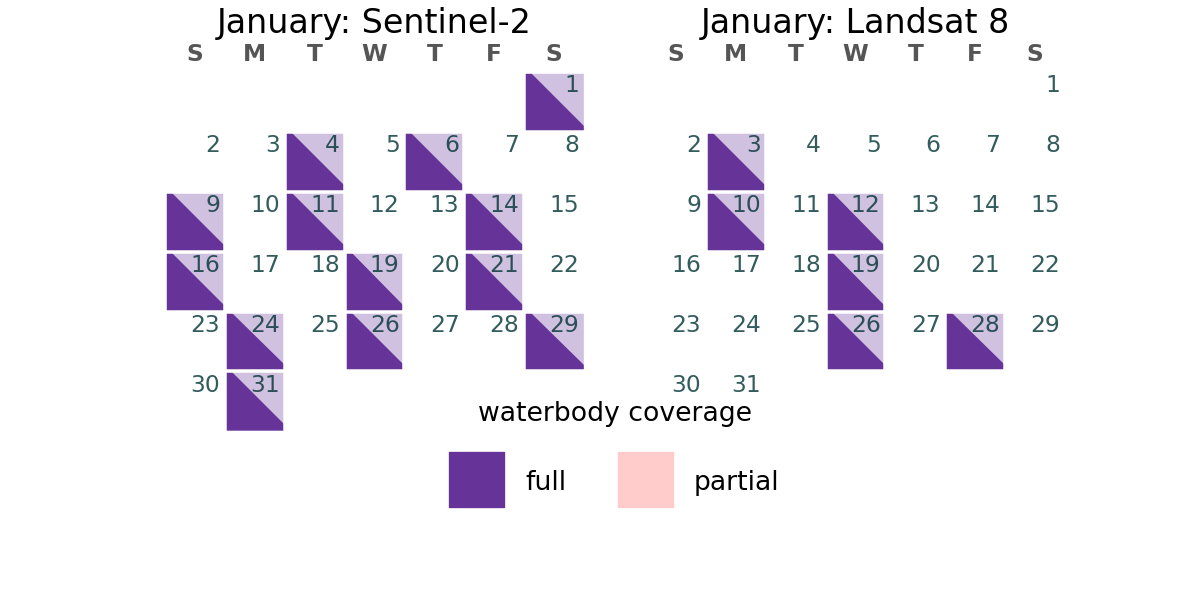 January: Sentinel-2
S M T W T F S
1
2 3 4 5 6 7 8
9 10 11 12 13 14 15
16 17 18 19 20 21 22
23 24 25 26 27 28 29
30 31
January: Landsat 8
S M T W T F S
1
2 3 4 5 6 7 8
9 10 11 12 13 14 15
16 17 18 19 20 21 22
23 24 25 26 27 28 29
30 31
waterbody coverage
full
partial